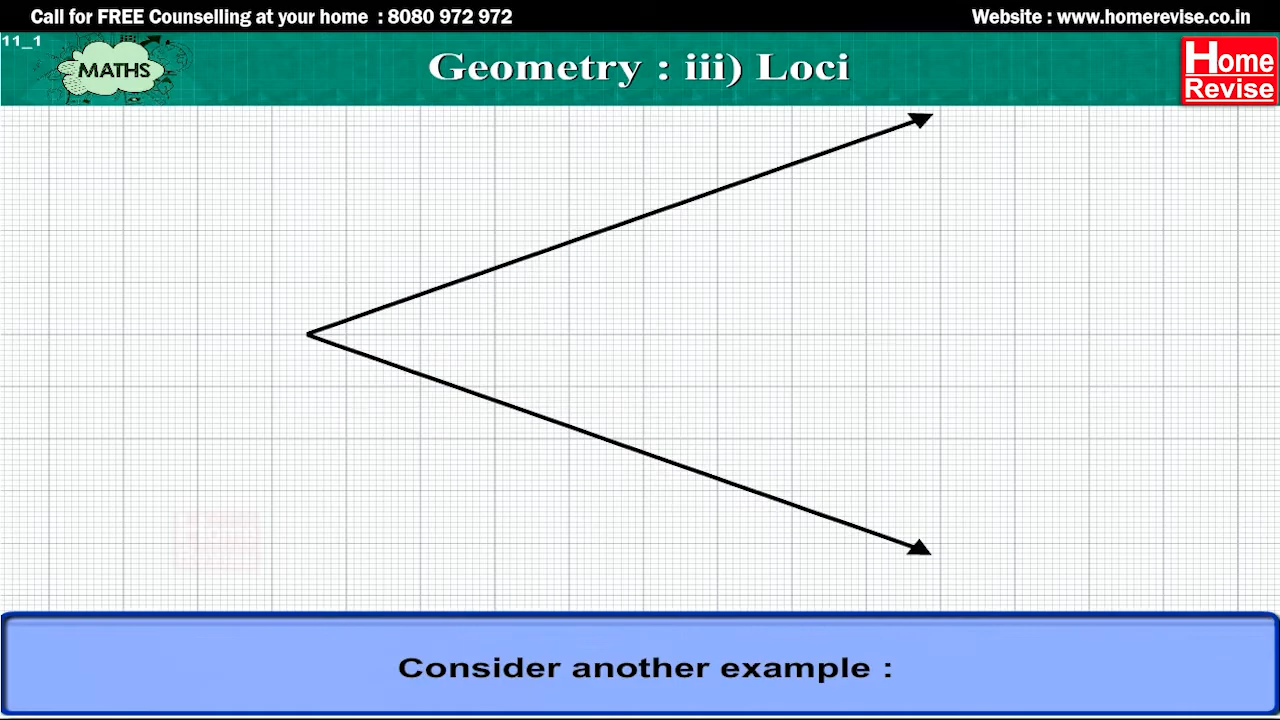 Call for FREE Counselling at your home : 8080 972 972
Website : www.homerevise.co.in
11_1
MATHS
Geometry : iii) Loci
Home
Revise
Consider another example :